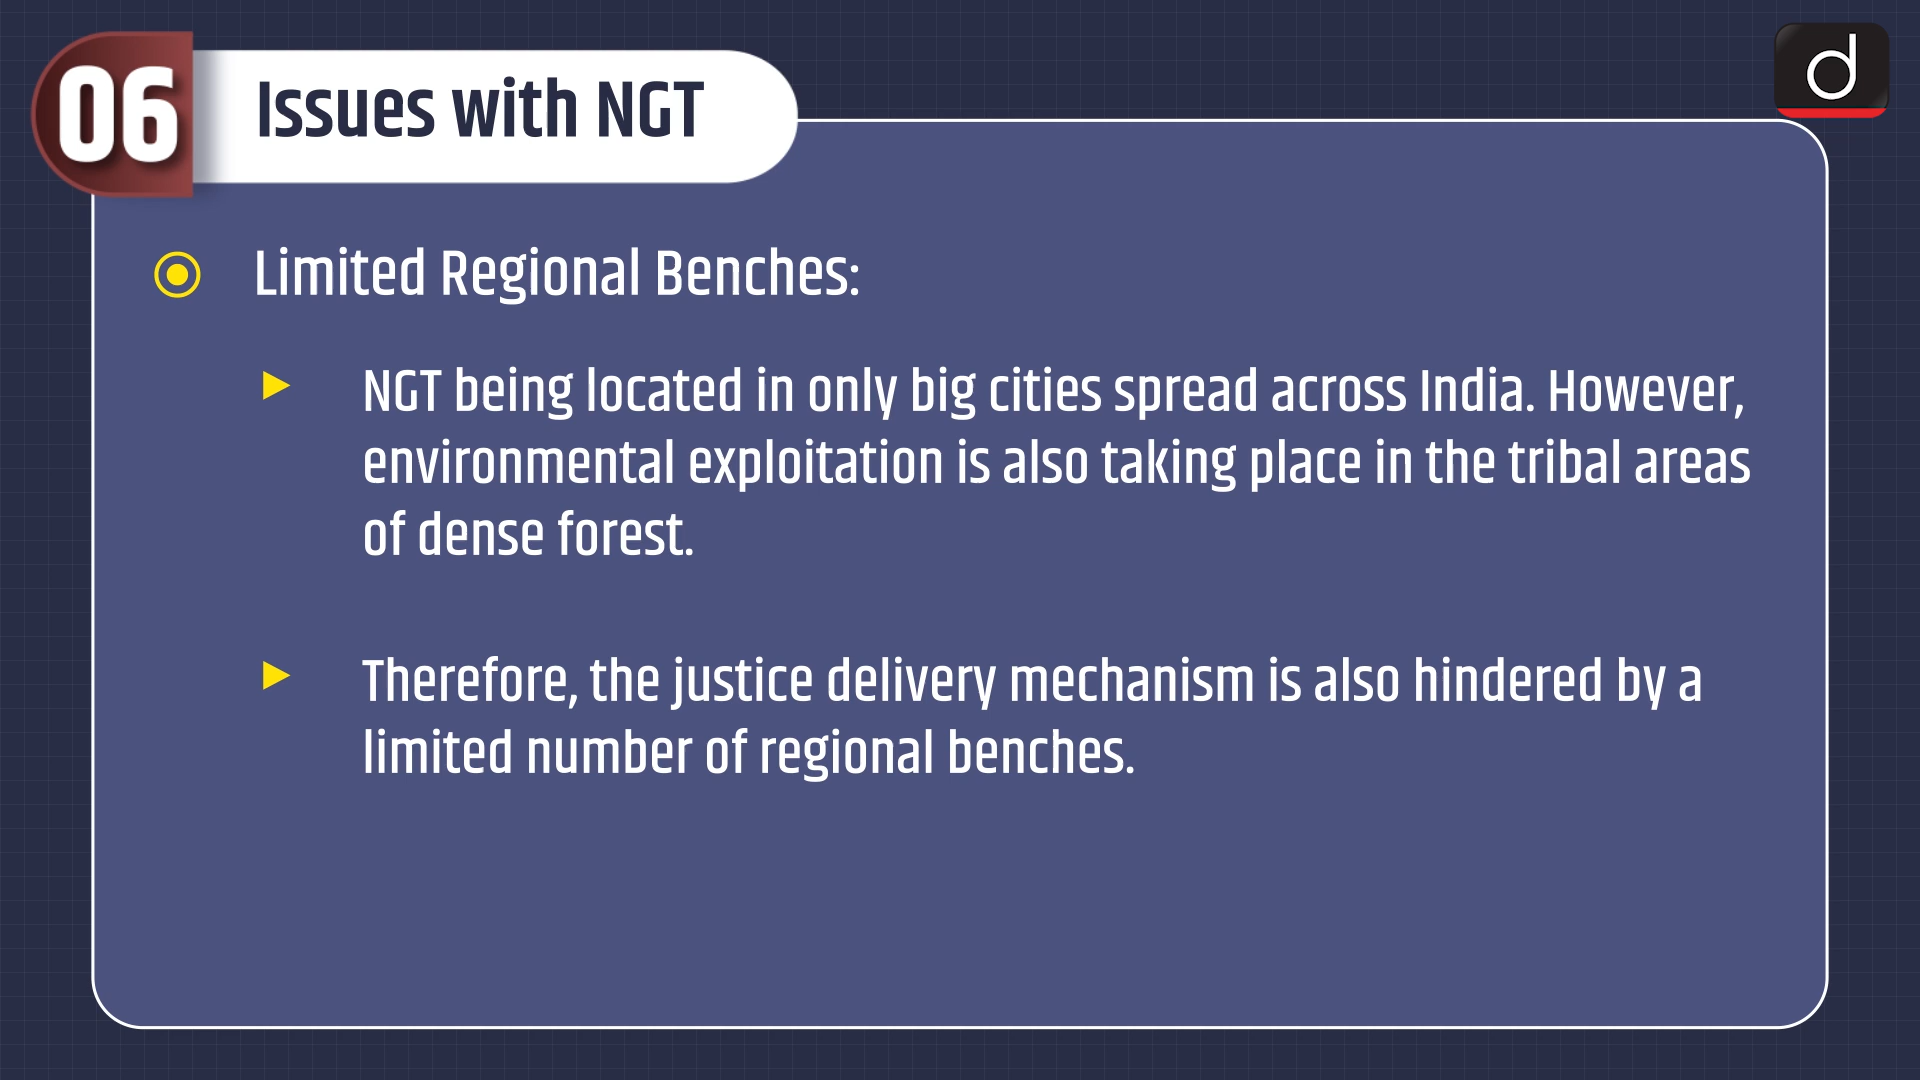 06
Issues with NGT
d
Limited Regional Benches:
NGT being located in only big cities spread across India. However,
environmental exploitation is also taking place in the tribal areas
of dense forest.
Therefore, the justice delivery mechanism is also hindered by a
limited number of regional benches.